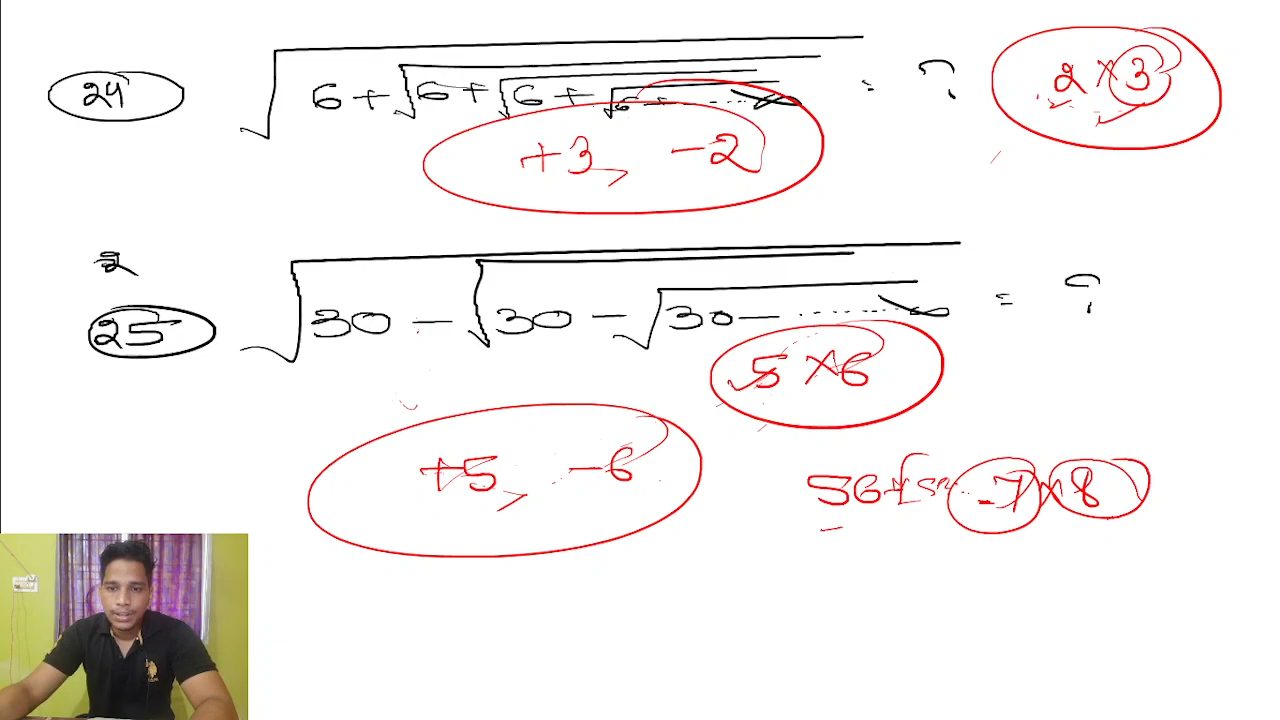 24 √6+√6+√6+√6+.....∞ = ? 2×3
+3, -2
25 √30-√30-√30-......∞ = ?
5×6
+5, -6
56+√56... -7×8